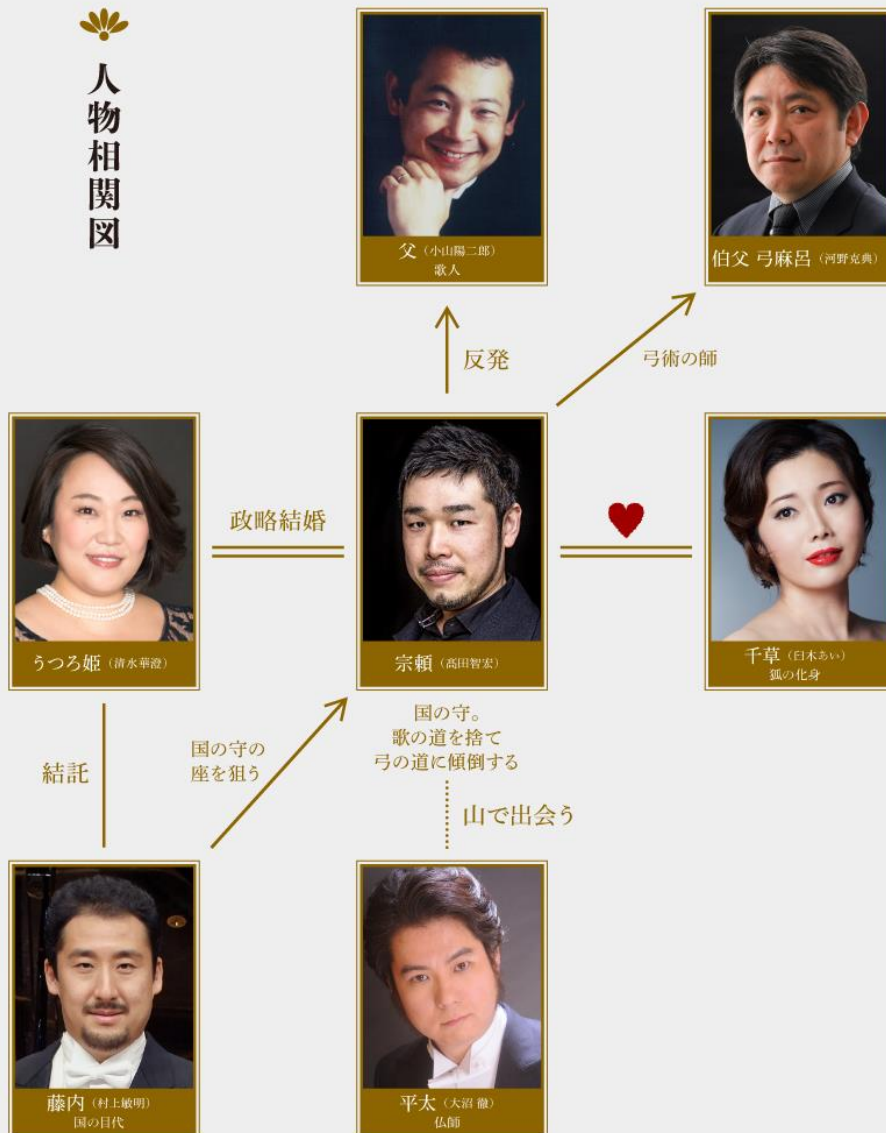 人物相関図
父（小山陽二郎）
歌人
伯父 弓麻呂（河野克典）
反発
弓術の師
政略結婚
うつろ姫（清水華澄）
宗頼（髙田智宏）
千草（臼木あい）
狐の化身
国の守。
歌の道を捨て
弓の道に傾倒する
国の守の
座を狙う
結託
山で出会う
藤内（村上敏明）
国の目代
平太（大沼 徹）
仏師